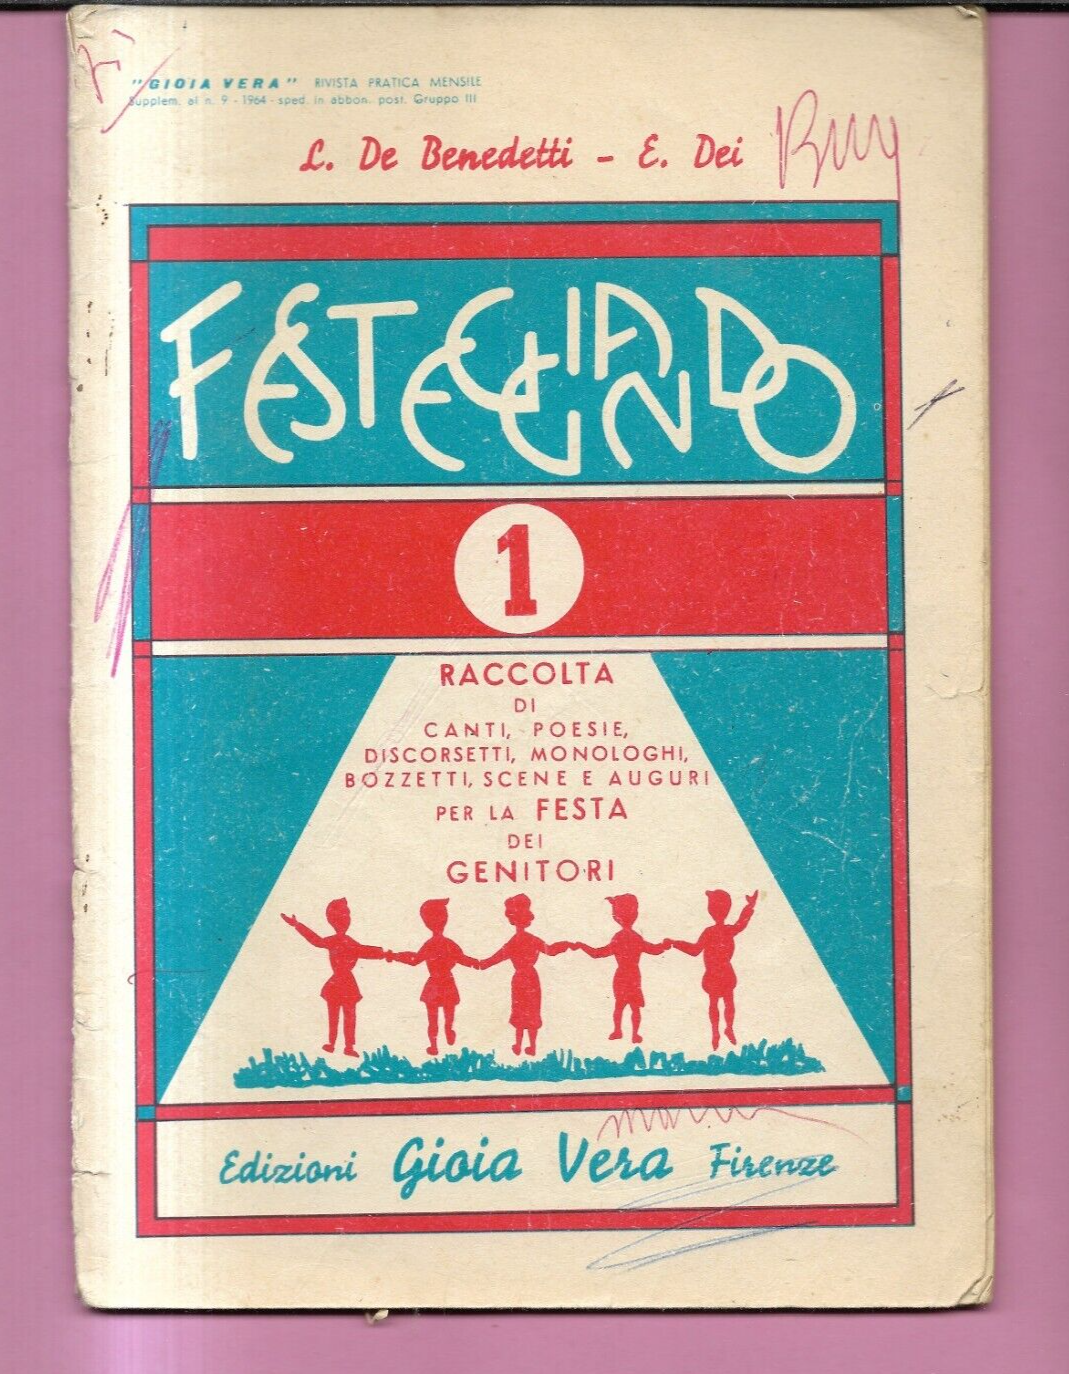 "GIOIA VERA" RIVISTA PRATICA MENSILE
Supplem. al n. 9 - 1964 - sped. in abbon. post. Gruppo III
L. De Benedetti - E. Dei
FESTEGGIANDO
1
RACCOLTA
DI
CANTI, POESIE,
DISCORSETTI, MONOLOGHI,
BOZZETTI, SCENE E AUGURI
PER LA FESTA
DEI
GENITORI
Edizioni Gioia Vera Firenze